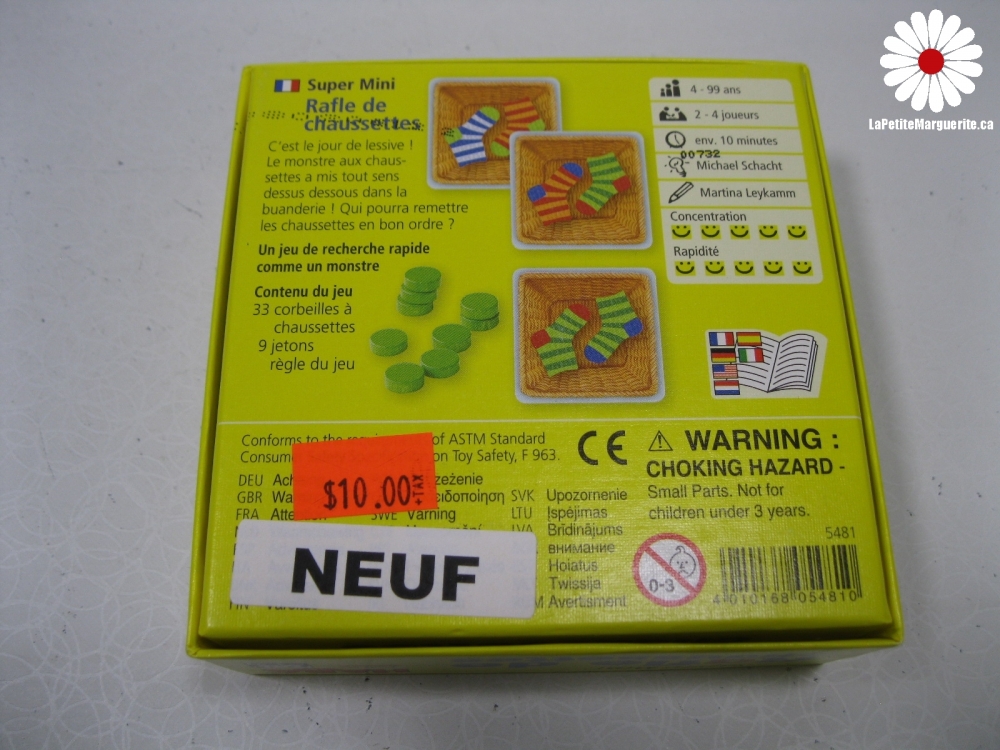 LaPetiteMarguerite.ca
Super Mini
Rafle de
chaussettes
C'est le jour de lessive !
Le monstre aux chaus-
settes a mis tout sens
dessus dessous dans la
buanderie ! Qui pourra remettre
les chaussettes en bon ordre ?
Un jeu de recherche rapide
comme un monstre
Contenu du jeu
33 corbeilles à
chaussettes
9 jetons
règle du jeu
4 - 99 ans
2 - 4 joueurs
env. 10 minutes
00732
Michael Schacht
Martina Leykamm
Concentration
Rapidité
Conforms to the of ASTM Standard
on Toy Safety, F 963.
CE
WARNING :
CHOKING HAZARD -
Small Parts. Not for
children under 3 years.
DEU
GBR SVK Upozornenie
FRA SWE Varning LTU Įspėjimas
LVA Brīdinājums
внимание
Hoiatus
Twissija
Avertisment
$10.00 +TAX
NEUF
0-3
5481
4 010168 054810